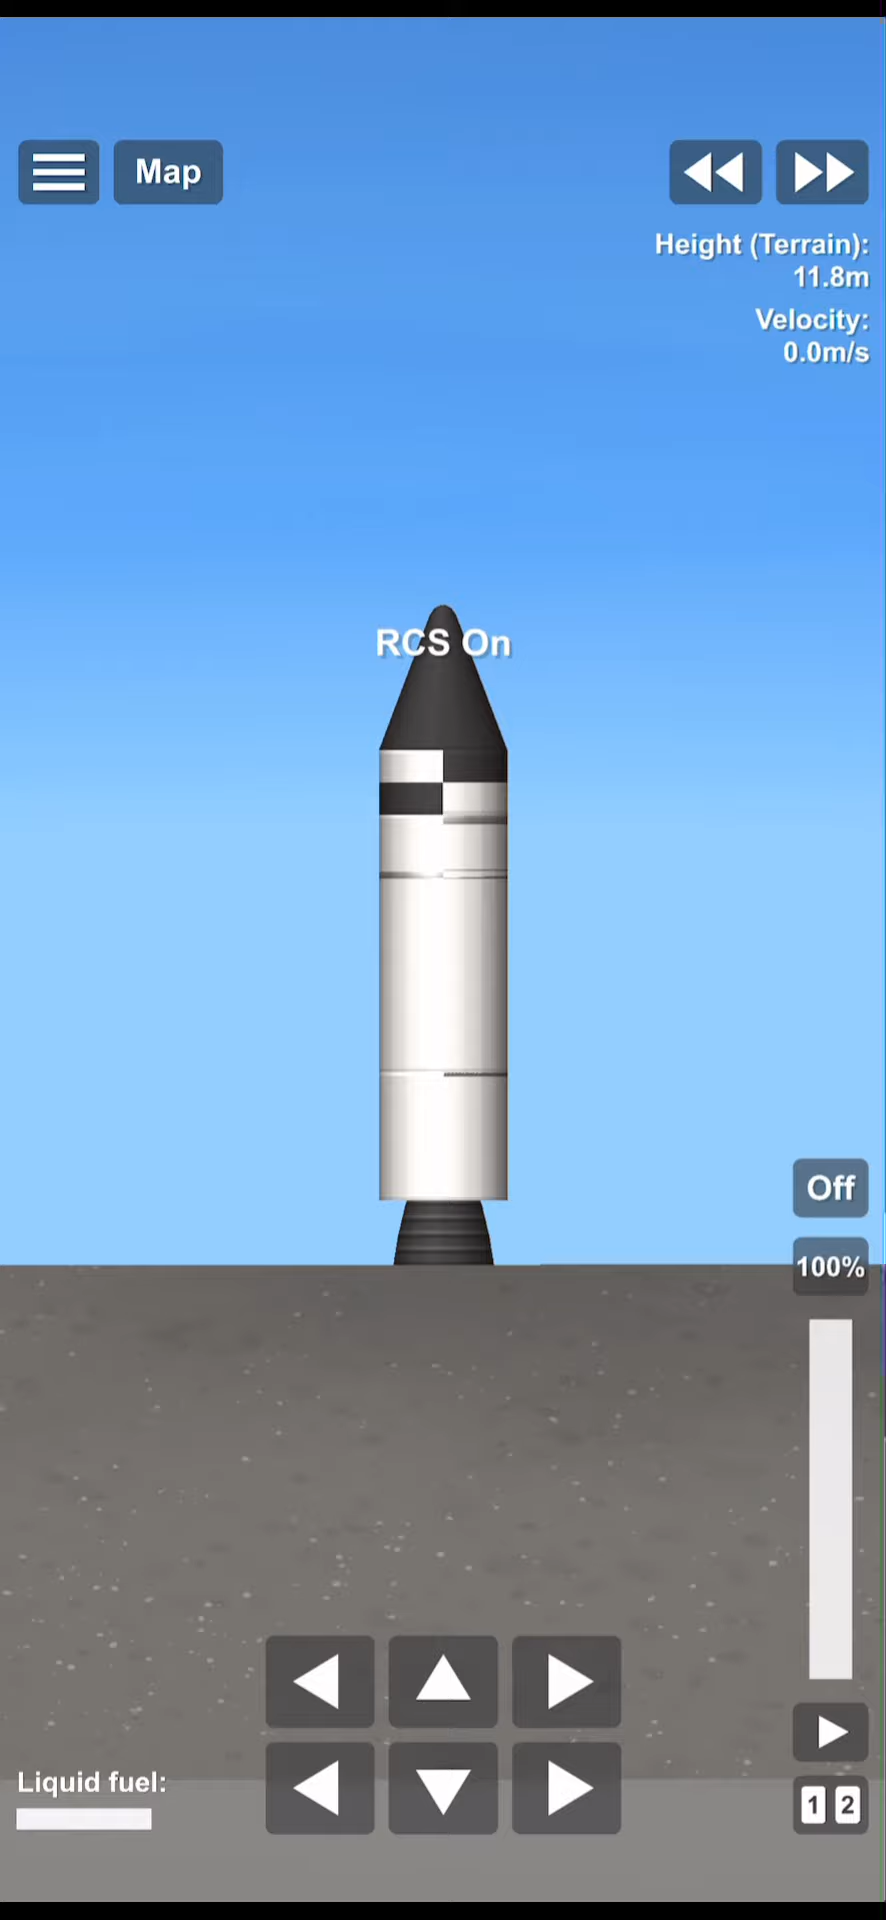 Map
Height (Terrain):
11.8m
Velocity:
0.0m/s
RCS On
Off
100%
Liquid fuel:
1 2